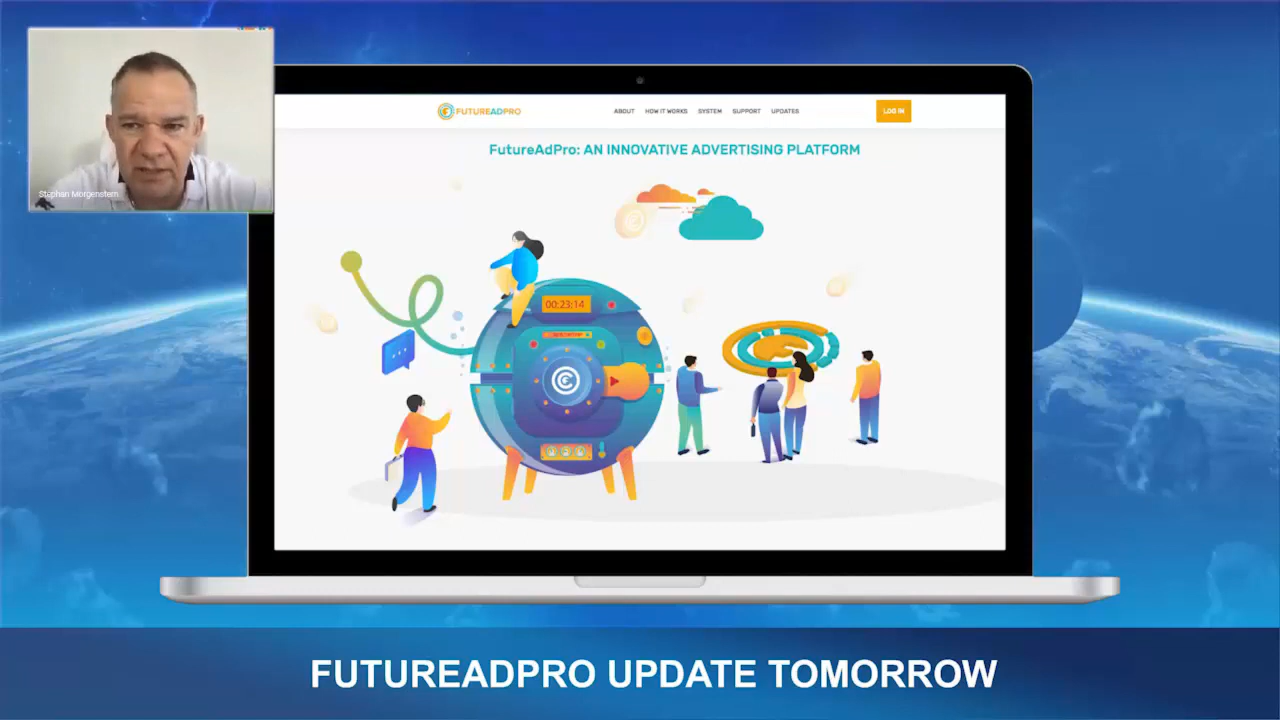 FUTUREADPRO
ABOUT HOW IT WORKS SYSTEM SUPPORT UPDATES
LOG IN
FutureAdPro: AN INNOVATIVE ADVERTISING PLATFORM
Stephan Morgenstern
00:23:14
FUTUREADPRO UPDATE TOMORROW